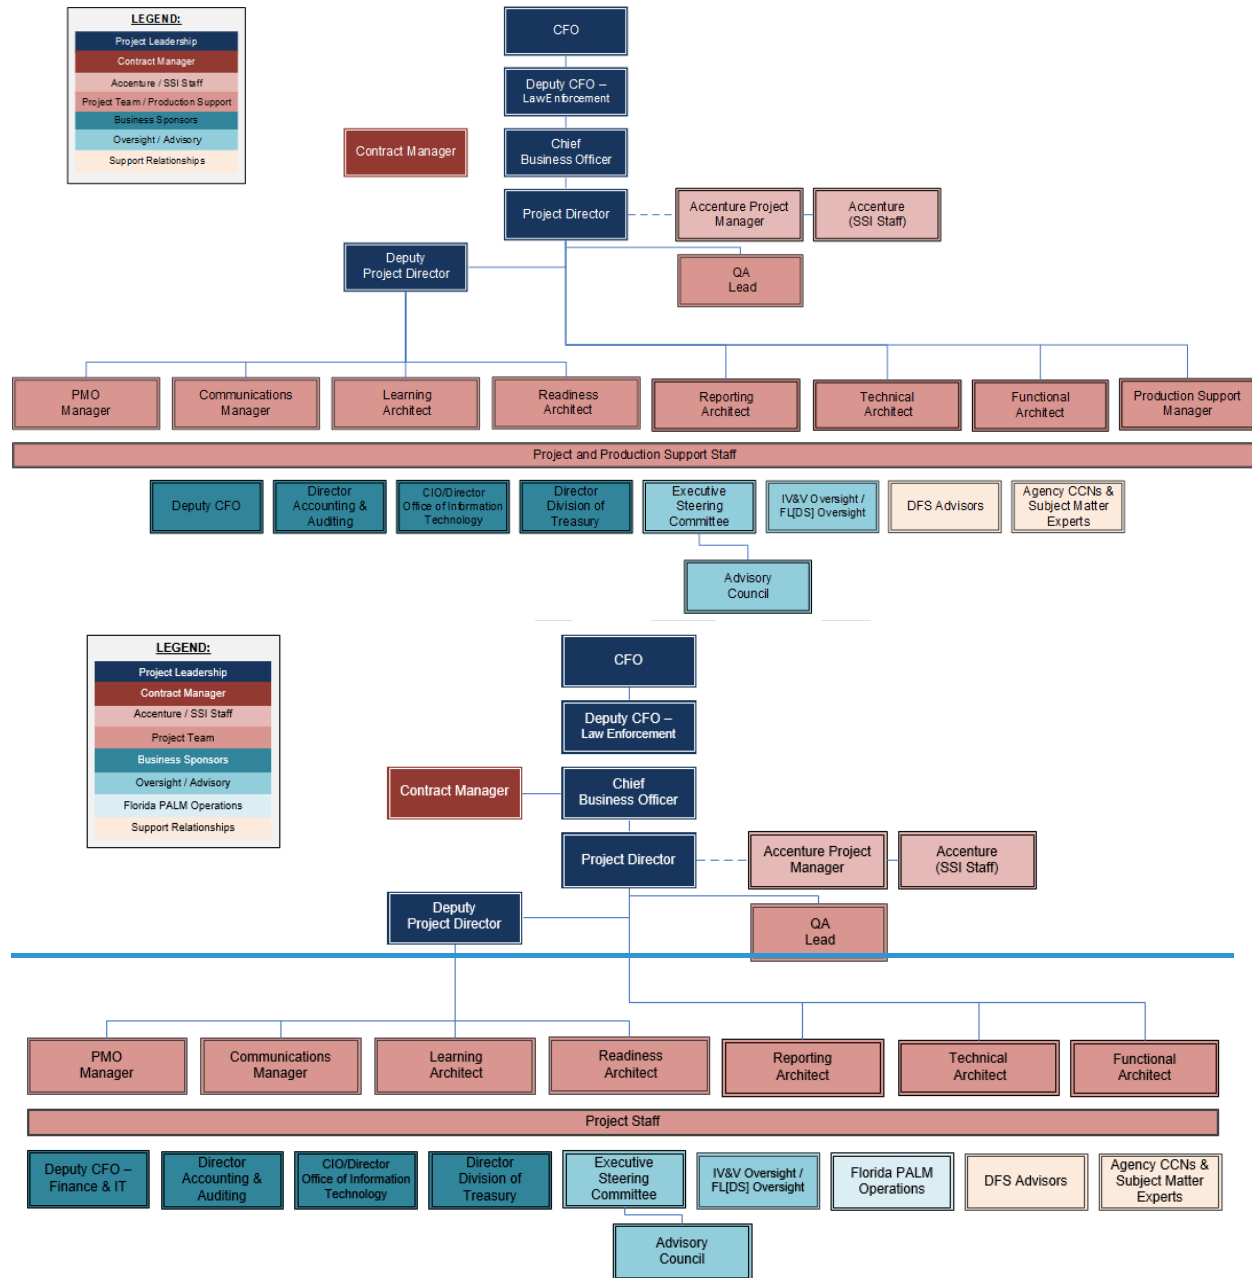 LEGEND:
Project Leadership
Contract Manager
Accenture / SSI Staff
Project Team / Production Support
Business Sponsors
Oversight / Advisory
Support Relationships
CFO
Deputy CFO –
Law Enforcement
Contract Manager
Chief
Business Officer
Project Director
Accenture Project
Manager
Accenture
(SSI Staff)
Deputy
Project Director
QA
Lead
PMO
Manager
Communications
Manager
Learning
Architect
Readiness
Architect
Reporting
Architect
Technical
Architect
Functional
Architect
Production Support
Manager
Project and Production Support Staff
Deputy CFO
Director
Accounting &
Auditing
CIO/Director
Office of Information
Technology
Director
Division of
Treasury
Executive
Steering
Committee
IV&V Oversight /
FL[DS] Oversight
DFS Advisors
Agency CCNs &
Subject Matter
Experts
Advisory
Council
LEGEND:
Project Leadership
Contract Manager
Accenture / SSI Staff
Project Team
Business Sponsors
Oversight / Advisory
Florida PALM Operations
Support Relationships
CFO
Deputy CFO –
Law Enforcement
Contract Manager
Chief
Business Officer
Project Director
Accenture Project
Manager
Accenture
(SSI Staff)
Deputy
Project Director
QA
Lead
PMO
Manager
Communications
Manager
Learning
Architect
Readiness
Architect
Reporting
Architect
Technical
Architect
Functional
Architect
Project Staff
Deputy CFO –
Finance & IT
Director
Accounting &
Auditing
CIO/Director
Office of Information
Technology
Director
Division of
Treasury
Executive
Steering
Committee
IV&V Oversight /
FL[DS] Oversight
Florida PALM
Operations
DFS Advisors
Agency CCNs &
Subject Matter
Experts
Advisory
Council